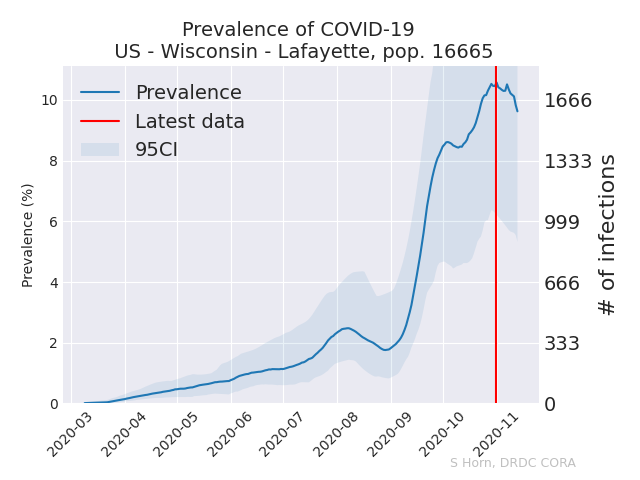 Prevalence of COVID-19
US - Wisconsin - Lafayette, pop. 16665
Prevalence
Latest data
95CI
Prevalence (%)
10
8
6
4
2
0
1666
1333
999
666
333
0
# of infections
2020-03
2020-04
2020-05
2020-06
2020-07
2020-08
2020-09
2020-10
2020-11
S Horn, DRDC CORA